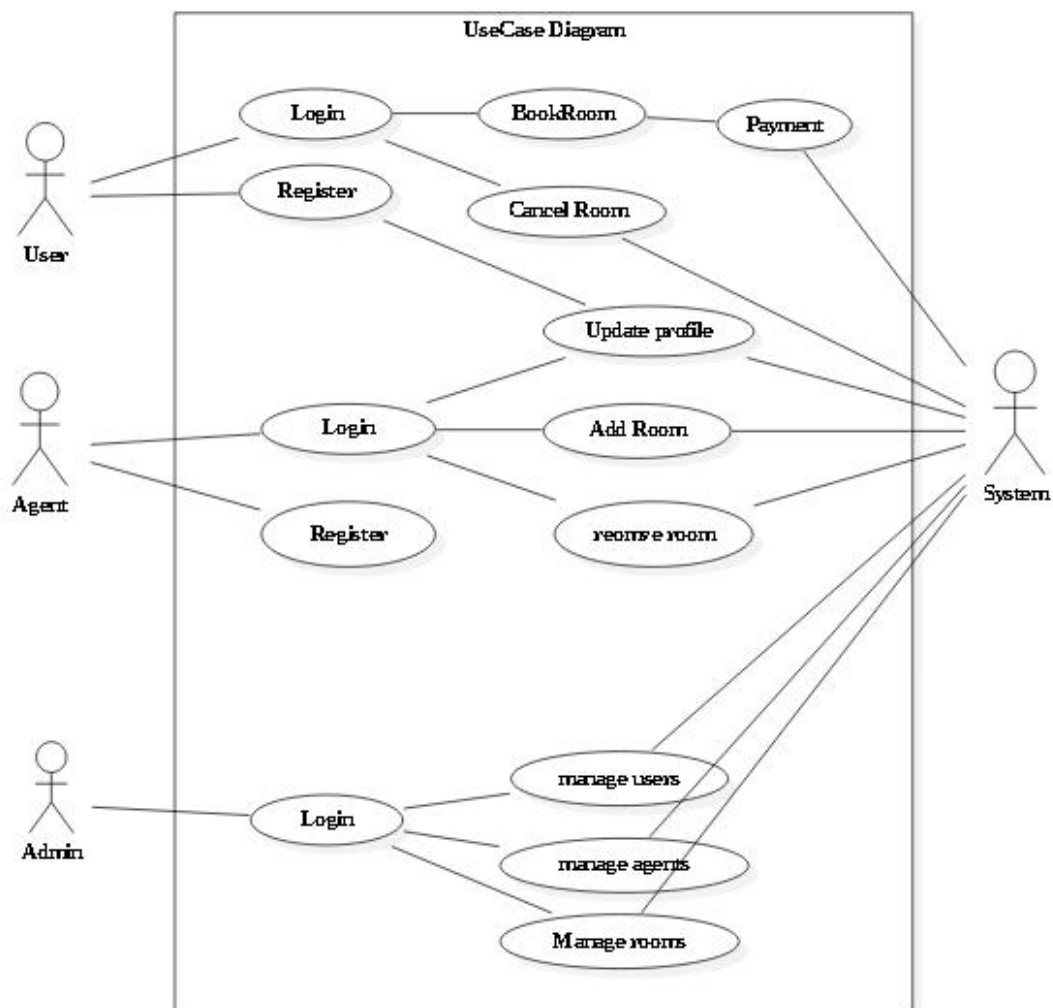 UseCase Diagram
Login
BookRoom
Payment
Register
Cancel Room
User
Update profile
Login
Add Room
Agent
System
Register
reomve room
manage users
Login
Admin
manage agents
Manage rooms